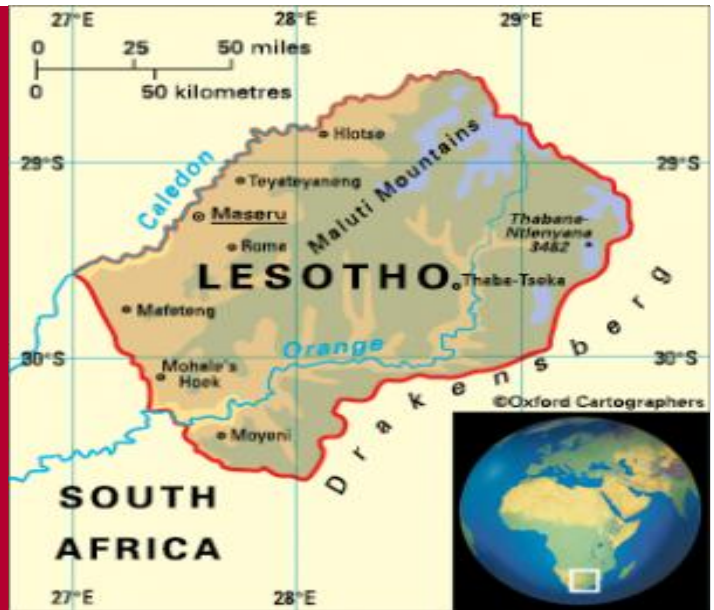 27°E 28°E 29°E
0 25 50 miles
0 50 kilometres
Hlotse
29°S 29°S
Caledon
Teyateyaneng
Maluti Mountains
Maseru
Thabana-
Ntlenyana
3482
Roma
LESOTHO
Thaba-Tseka
Mafeteng
Orange
30°S 30°S
Mohale's
Hoek
Drakensberg
©Oxford Cartographers
Moyeni
SOUTH
AFRICA
27°E 28°E